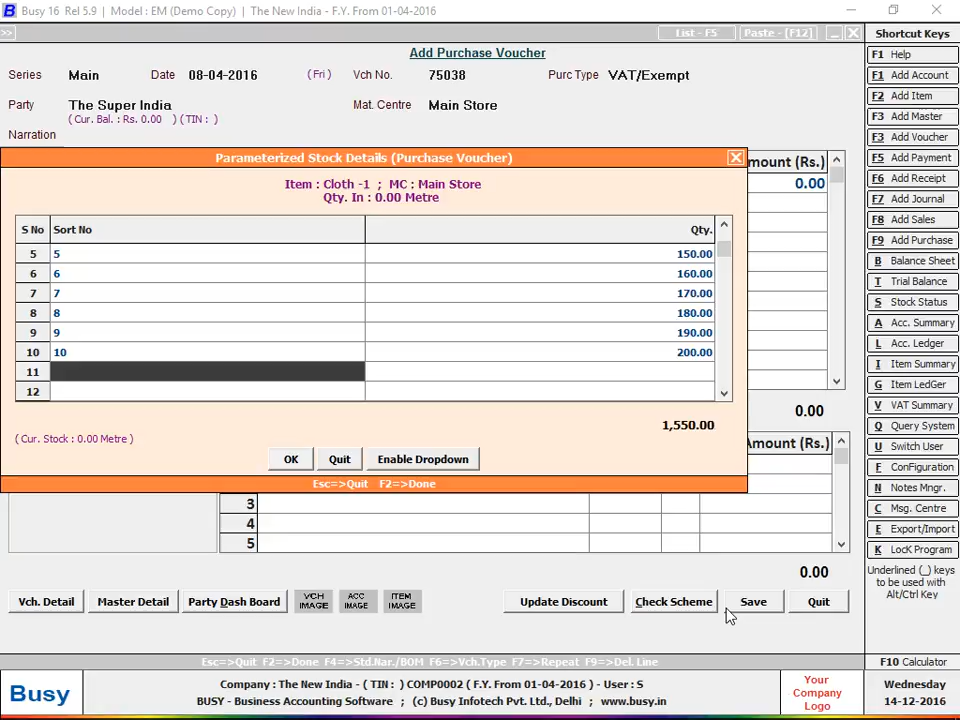 Busy 16 Rel 5.9 | Model : EM (Demo Copy) | The New India - F.Y. From 01-04-2016
>> List - F5 Paste - [F12] Shortcut Keys
Add Purchase Voucher
Series Main Date 08-04-2016 (Fri) Vch No. 75038 Purc Type VAT/Exempt
Party The Super India Mat. Centre Main Store
( Cur. Bal. : Rs. 0.00 ) ( TIN : )
Narration
Parameterized Stock Details (Purchase Voucher)
Item : Cloth -1 ; MC : Main Store
Qty. In : 0.00 Metre
S No Sort No Qty.
5 5 150.00
6 6 160.00
7 7 170.00
8 8 180.00
9 9 190.00
10 10 200.00
11
12
1,550.00
( Cur. Stock : 0.00 Metre )
OK Quit Enable Dropdown
Esc=>Quit F2=>Done
mount (Rs.)
0.00
0.00
Amount (Rs.)
3
4
5
0.00
Vch. Detail Master Detail Party Dash Board VCH IMAGE ACC IMAGE ITEM IMAGE Update Discount Check Scheme Save Quit
Esc=>Quit F2=>Done F4=>Std.Nar./BOM F6=>Vch.Type F7=>Repeat F9=>Del. Line
F1 Help
F1 Add Account
F2 Add Item
F3 Add Master
F3 Add Voucher
F5 Add Payment
F6 Add Receipt
F7 Add Journal
F8 Add Sales
F9 Add Purchase
B Balance Sheet
T Trial Balance
S Stock Status
A Acc. Summary
L Acc. Ledger
I Item Summary
G Item LedGer
V VAT Summary
Q Query System
U Switch User
F Configuration
N Notes Mngr.
C Msg. Centre
E Export/Import
K LocK Program
Underlined (_) keys
to be used with
Alt/Ctrl Key
F10 Calculator
Busy
Company : The New India - ( TIN : ) COMP0002 ( F.Y. From 01-04-2016 ) - User : S
BUSY - Business Accounting Software ; (c) Busy Infotech Pvt. Ltd., Delhi ; www.busy.in
Your
Company
Logo
Wednesday
14-12-2016